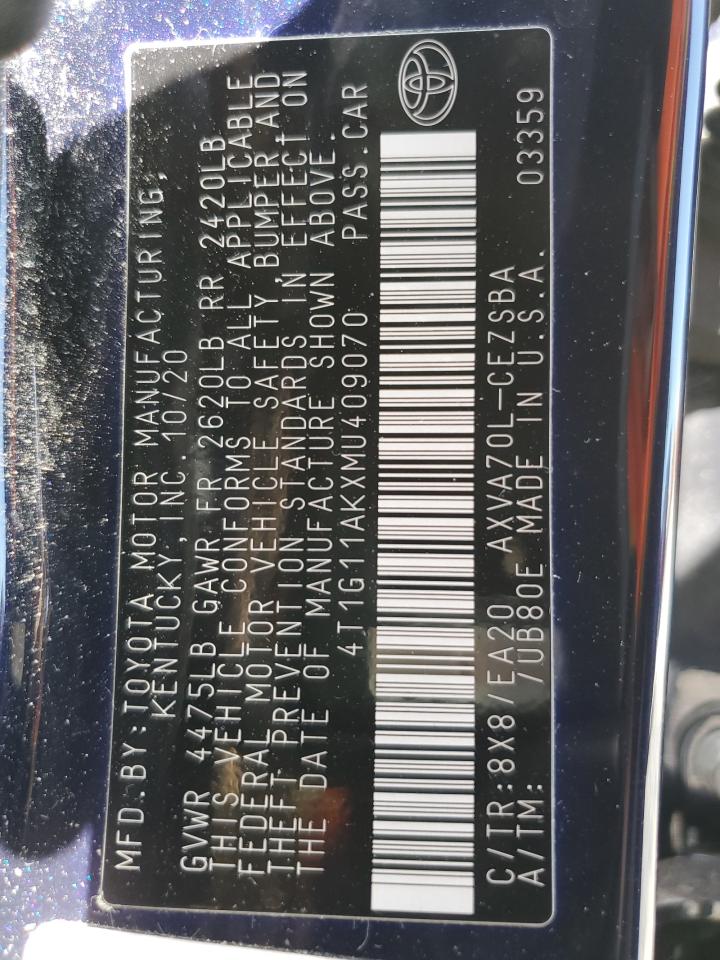 MFD.BY:TOYOTA MOTOR MANUFACTURING,
KENTUCKY,INC. 10/20
GVWR 4475LB GAWR FR 2620LB RR 2420LB
THIS VEHICLE CONFORMS TO ALL APPLICABLE
FEDERAL MOTOR VEHICLE SAFETY,BUMPER,AND
THEFT PREVENTION STANDARDS IN EFFECT ON
THE DATE OF MANUFACTURE SHOWN ABOVE.
4T1G11AKXMU409070 PASS.CAR
C/TR:8X8/EA20 AXVA70L-CEZSBA
A/TM: /UB80E MADE IN U.S.A. 03359